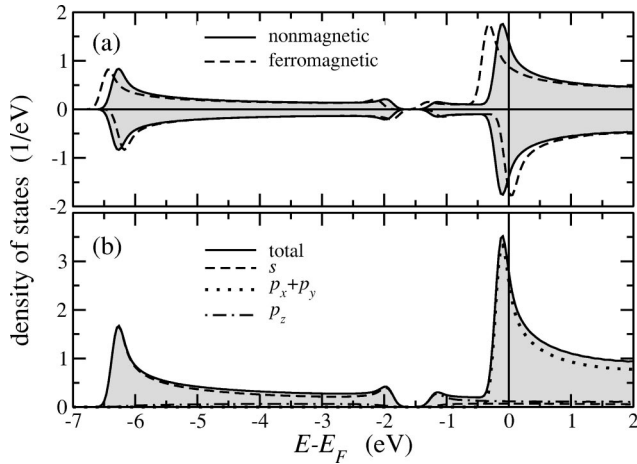 (a)
nonmagnetic
ferromagnetic
2
1
0
-1
-2
density of states (1/eV)
(b)
total
s
p_x+p_y
p_z
3
2
1
0
-7 -6 -5 -4 -3 -2 -1 0 1 2
E-E_F (eV)